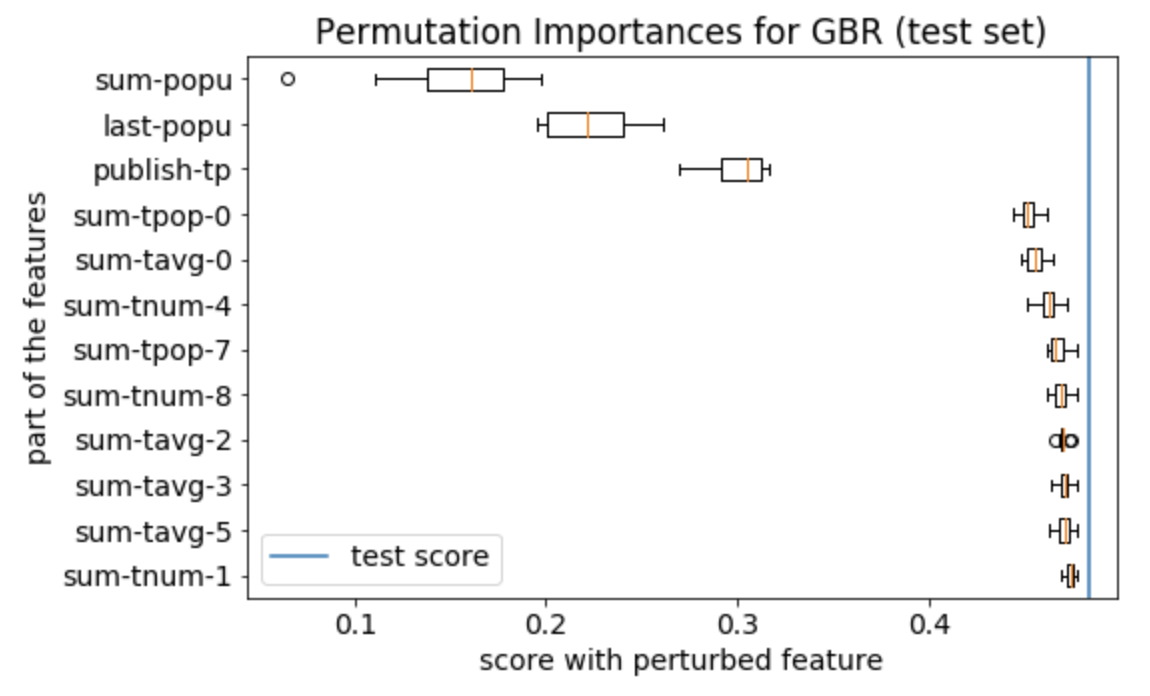 Permutation Importances for GBR (test set)
sum-popu
last-popu
publish-tp
sum-tpop-0
sum-tavg-0
sum-tnum-4
sum-tpop-7
sum-tnum-8
sum-tavg-2
sum-tavg-3
sum-tavg-5
sum-tnum-1
part of the features
test score
0.1 0.2 0.3 0.4
score with perturbed feature